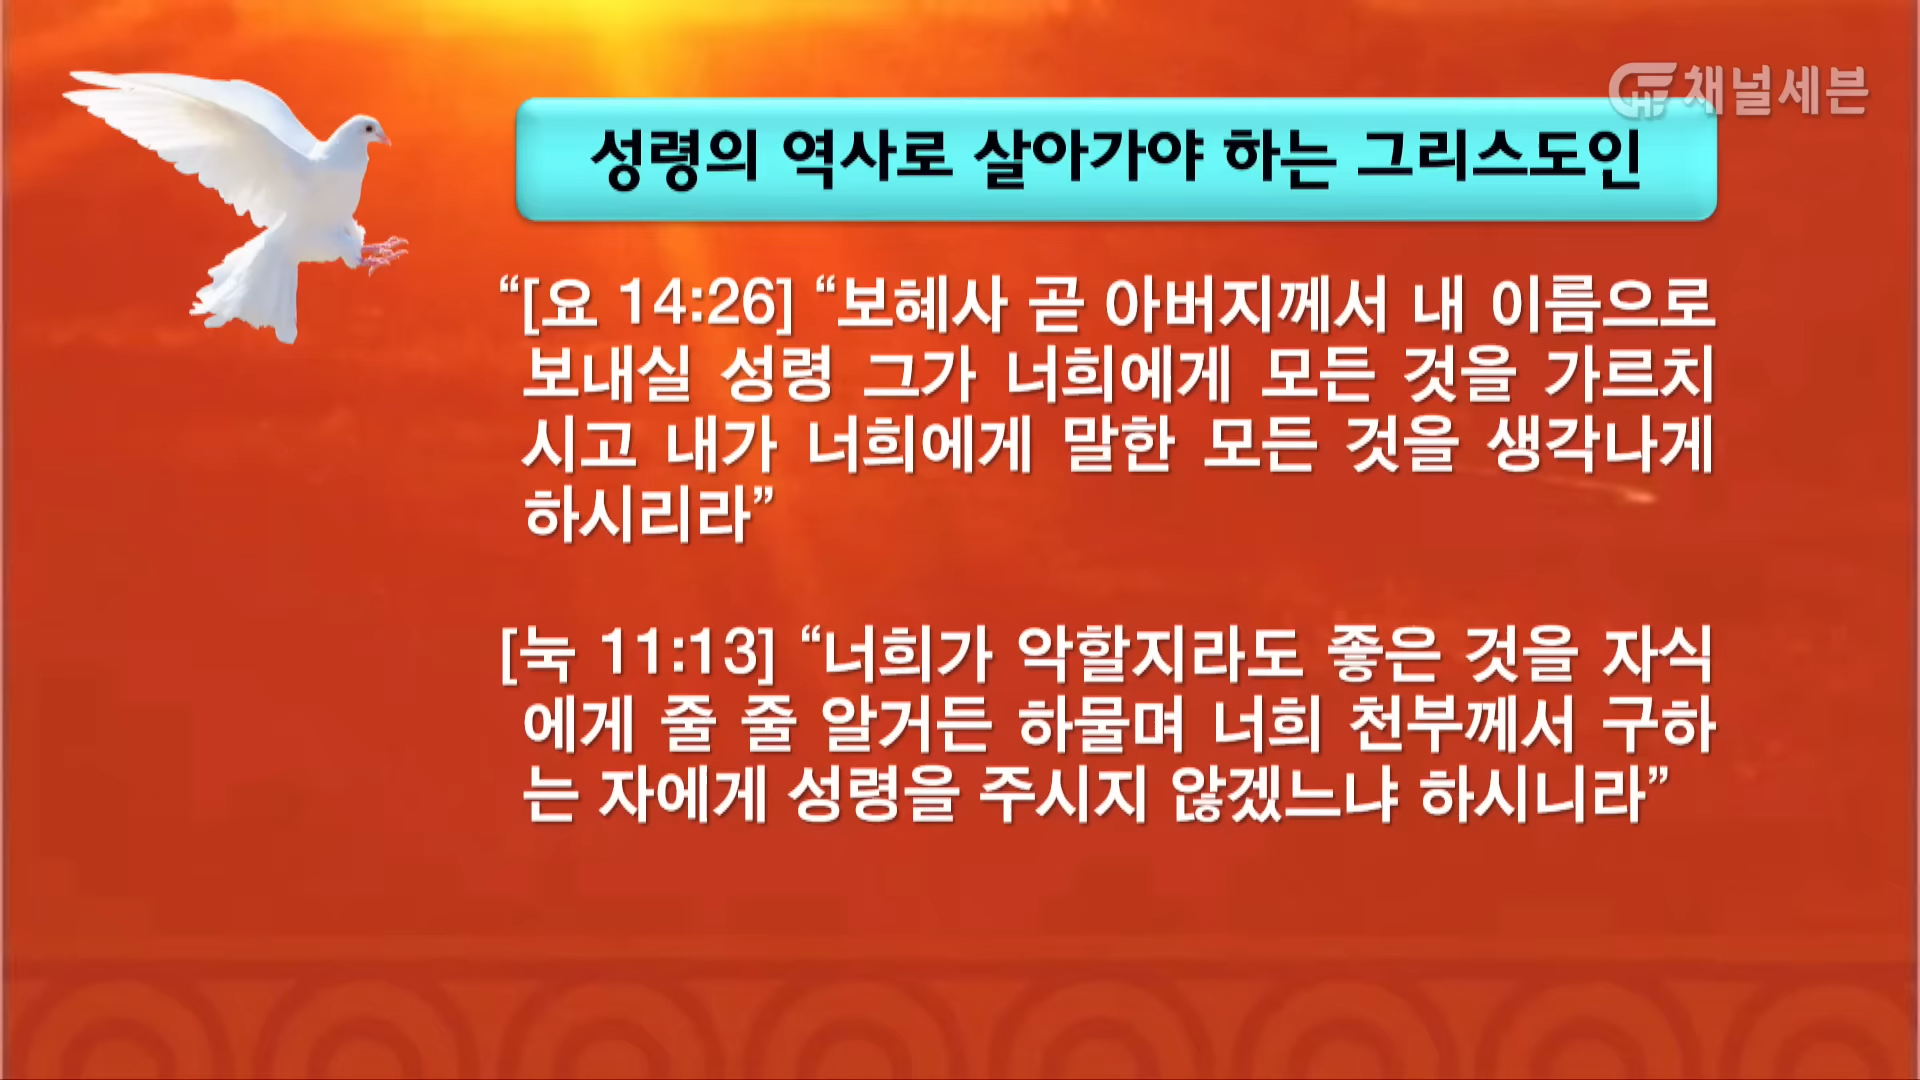 채널세븐
성령의 역사로 살아가야 하는 그리스도인
“[요 14:26] “보혜사 곧 아버지께서 내 이름으로
보내실 성령 그가 너희에게 모든 것을 가르치
시고 내가 너희에게 말한 모든 것을 생각나게
하시리라”
[눅 11:13] “너희가 악할지라도 좋은 것을 자식
에게 줄 줄 알거든 하물며 너희 천부께서 구하
는 자에게 성령을 주시지 않겠느냐 하시니라”